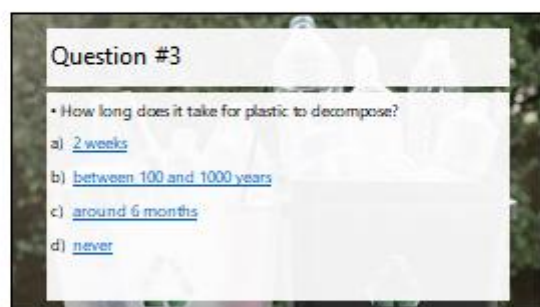 Question #3
• How long does it take for plastic to decompose?
a) 2 weeks
b) between 100 and 1000 years
c) around 6 months
d) never